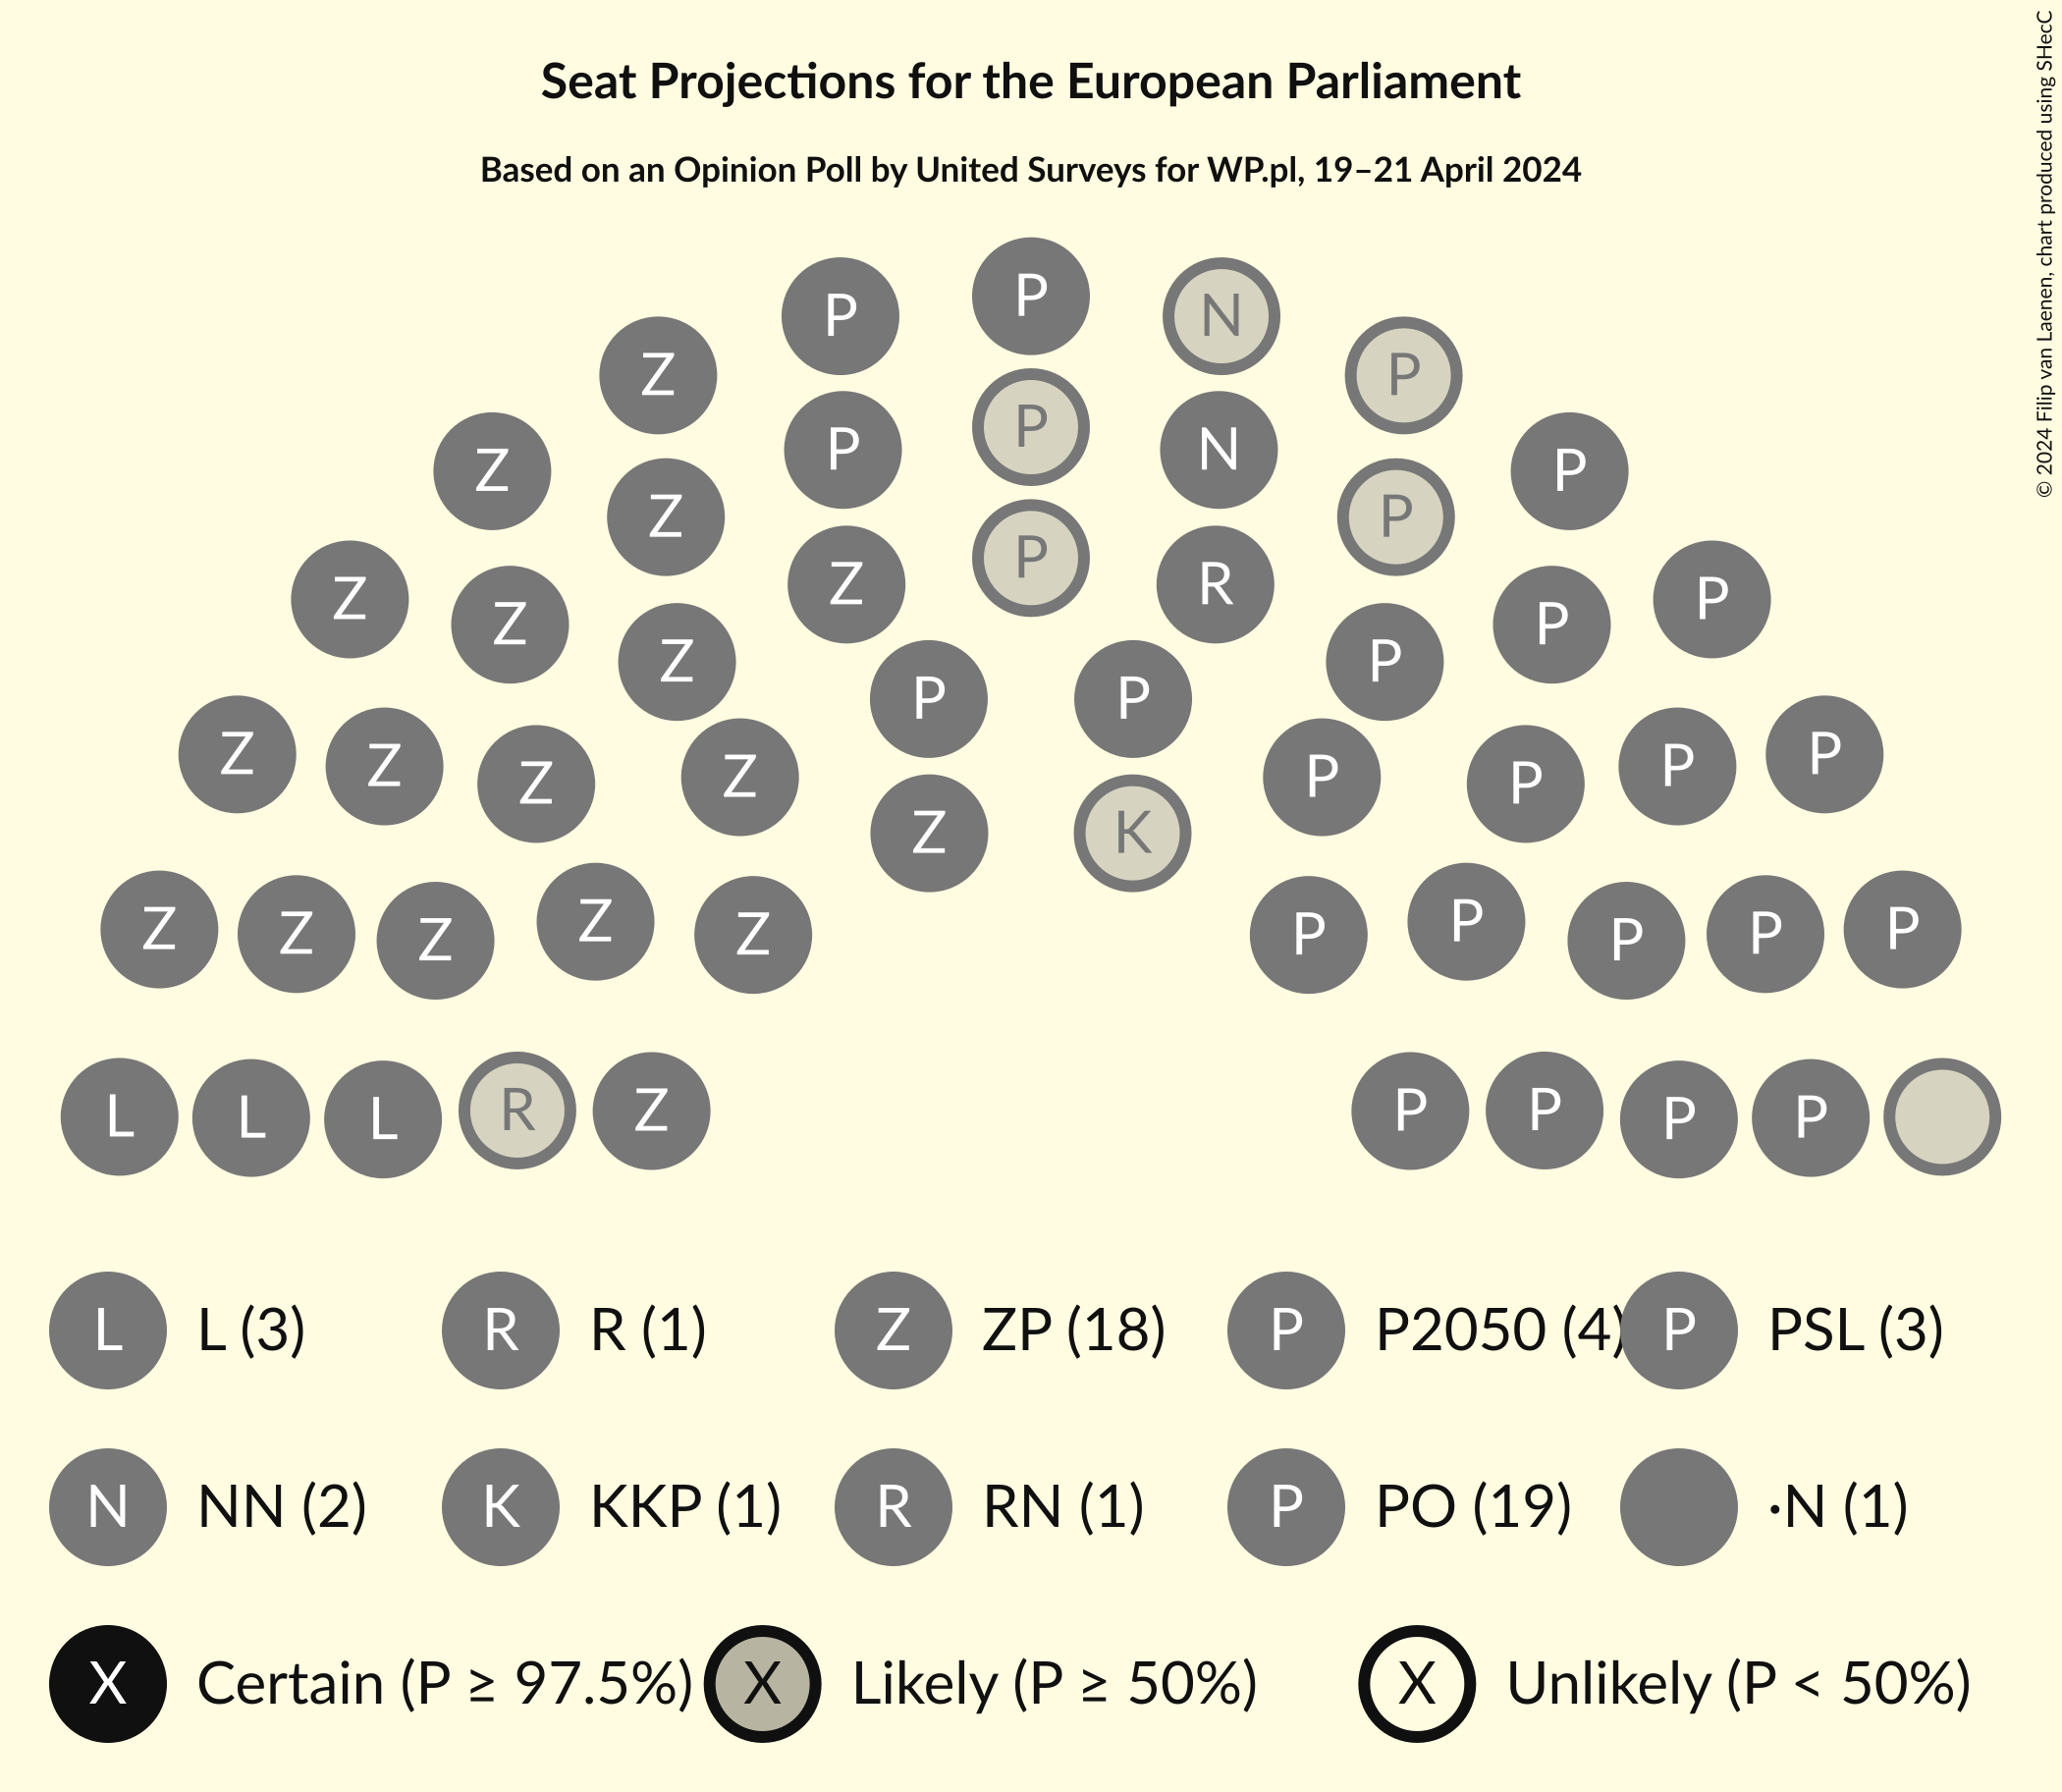 Seat Projections for the European Parliament
Based on an Opinion Poll by United Surveys for WP.pl, 19–21 April 2024
© 2024 Filip van Laenen, chart produced using SHecC
P
P N
Z P
P
Z P N P
Z P
Z P
Z R
Z P P
Z P
P P
Z P
Z Z P P
Z Z P P
Z K
Z P
Z Z P P
Z Z P P
Z P
L L L R Z P P P P
L L (3) R R (1) Z ZP (18) P P2050 (4) P PSL (3)
N NN (2) K KKP (1) R RN (1) P PO (19) ·N (1)
X Certain (P ≥ 97.5%) X Likely (P ≥ 50%) X Unlikely (P < 50%)